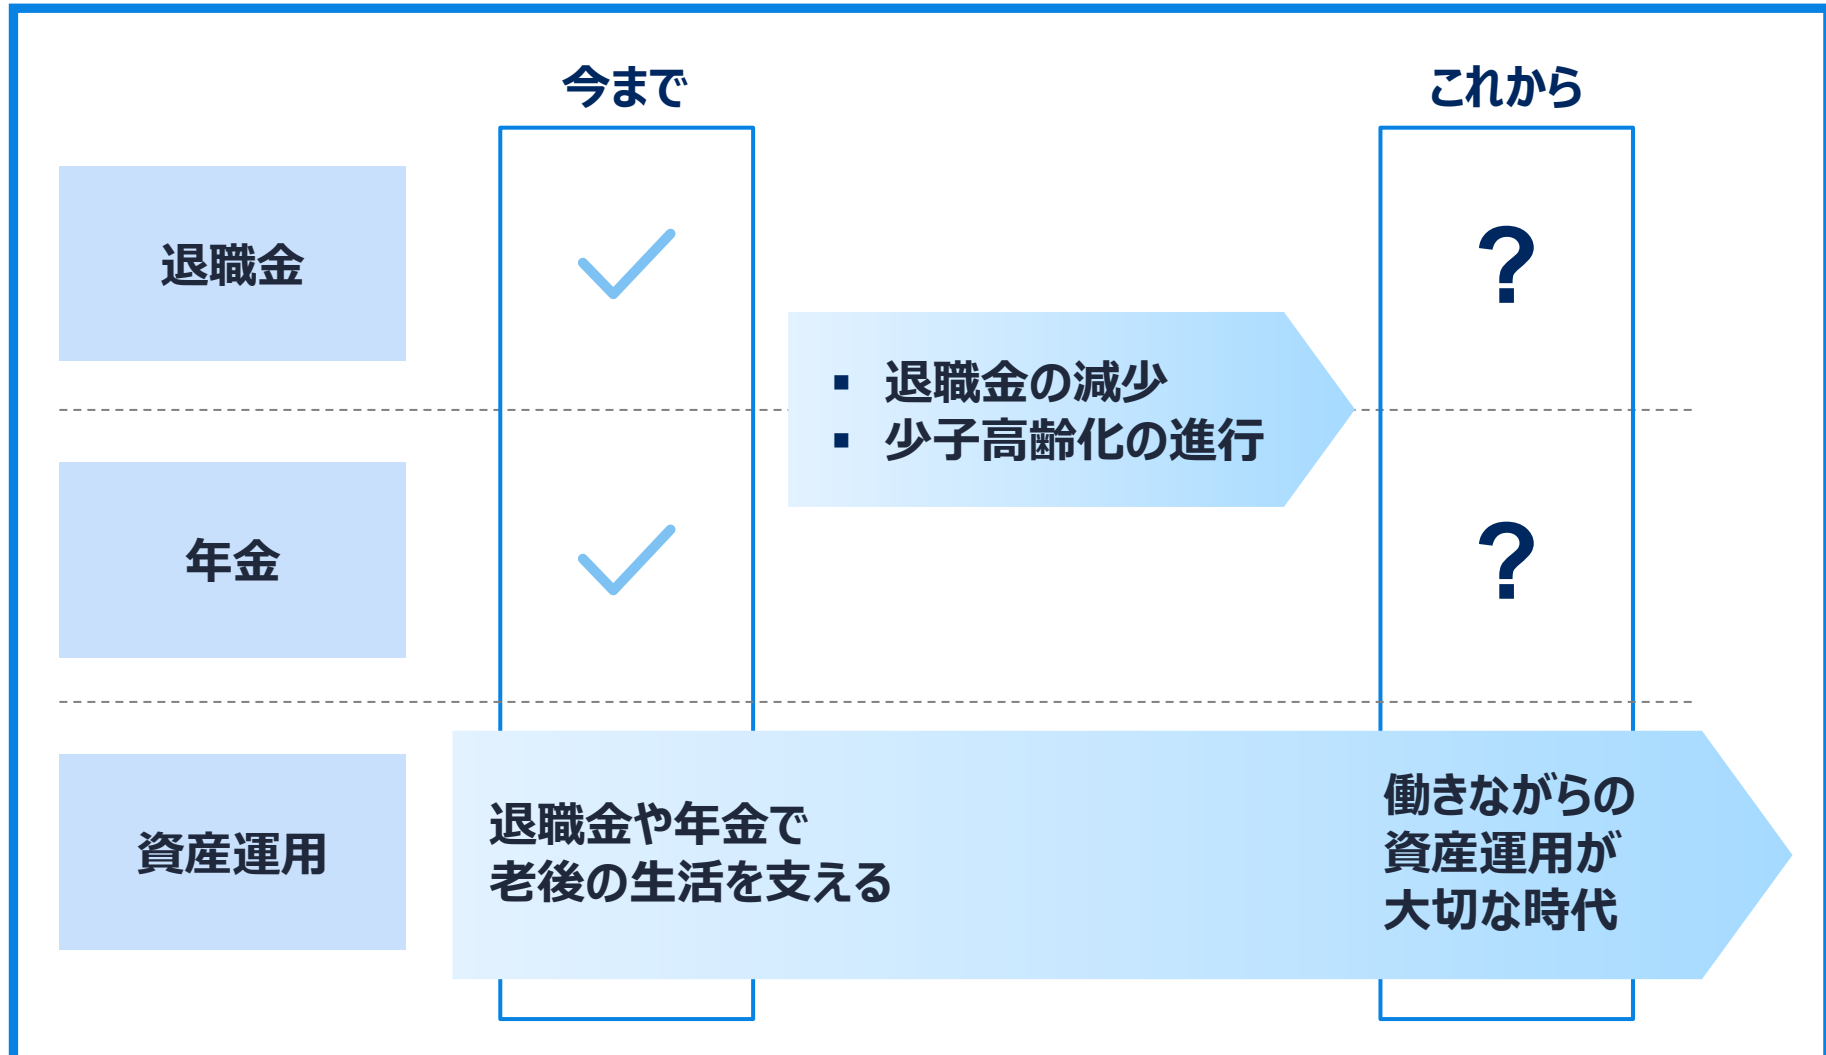 今まで
これから
退職金
?
▪ 退職金の減少
▪ 少子高齢化の進行
年金
?
資産運用
退職金や年金で
老後の生活を支える
働きながらの
資産運用が
大切な時代